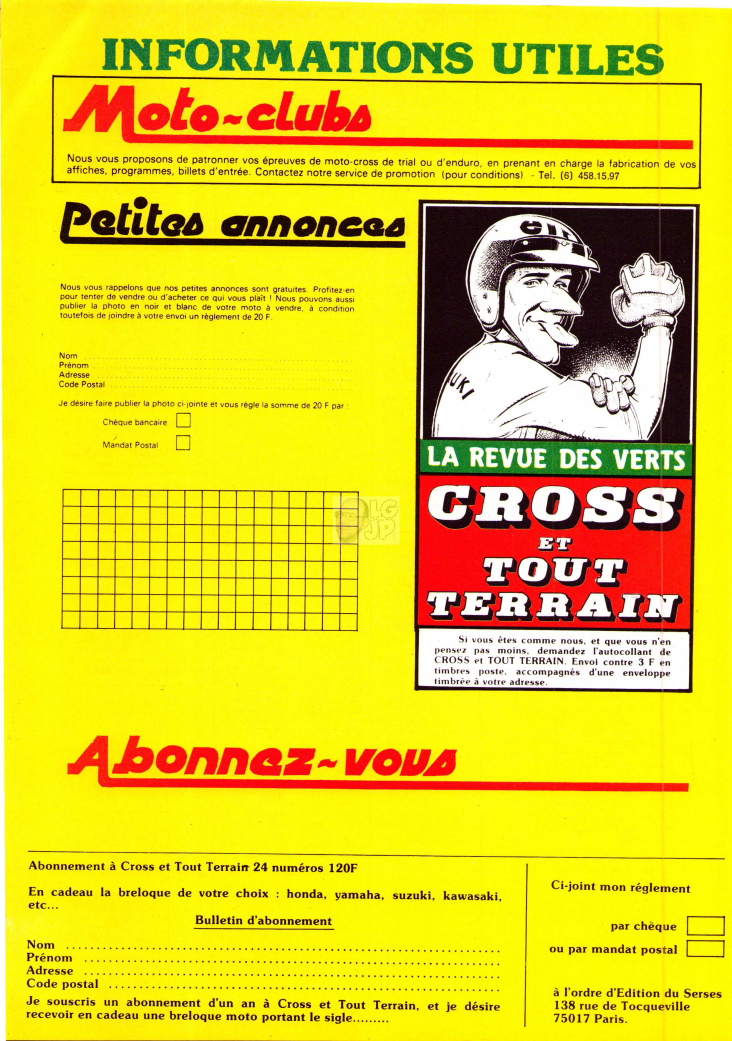 INFORMATIONS UTILES
Moto-clubs
Nous vous proposons de patronner vos épreuves de moto-cross de trial ou d'enduro, en prenant en charge la fabrication de vos
affiches, programmes, billets d'entrée. Contactez notre service de promotion (pour conditions) - Tel. (6) 458.15.97
Petites annonces
Nous vous rappelons que nos petites annonces sont gratuites. Profitez-en
pour tenter de vendre ou d'acheter ce qui vous plaît ! Nous pouvons aussi
publier la photo en noir et blanc de votre moto à vendre, à condition
toutefois de joindre à votre envoi un règlement de 20 F.
Nom
Prénom
Adresse
Code Postal
Je désire faire publier la photo ci-jointe et vous règle la somme de 20 F par :
Chèque bancaire
Mandat Postal
UKI
LA REVUE DES VERTS
CROSS
ET
TOUT
TERRAIN
Si vous êtes comme nous, et que vous n'en
pensez pas moins, demandez l'autocollant de
CROSS et TOUT TERRAIN. Envoi contre 3 F en
timbres poste, accompagnés d'une enveloppe
timbrée à votre adresse.
LG
JP
Abonnez-vous
Abonnement à Cross et Tout Terrain 24 numéros 120F
En cadeau la breloque de votre choix : honda, yamaha, suzuki, kawasaki,
etc...
Bulletin d'abonnement
Nom
Prénom
Adresse
Code postal
Je souscris un abonnement d'un an à Cross et Tout Terrain, et je désire
recevoir en cadeau une breloque moto portant le sigle.........
Ci-joint mon réglement
par chèque
ou par mandat postal
à l'ordre d'Edition du Serses
138 rue de Tocqueville
75017 Paris.